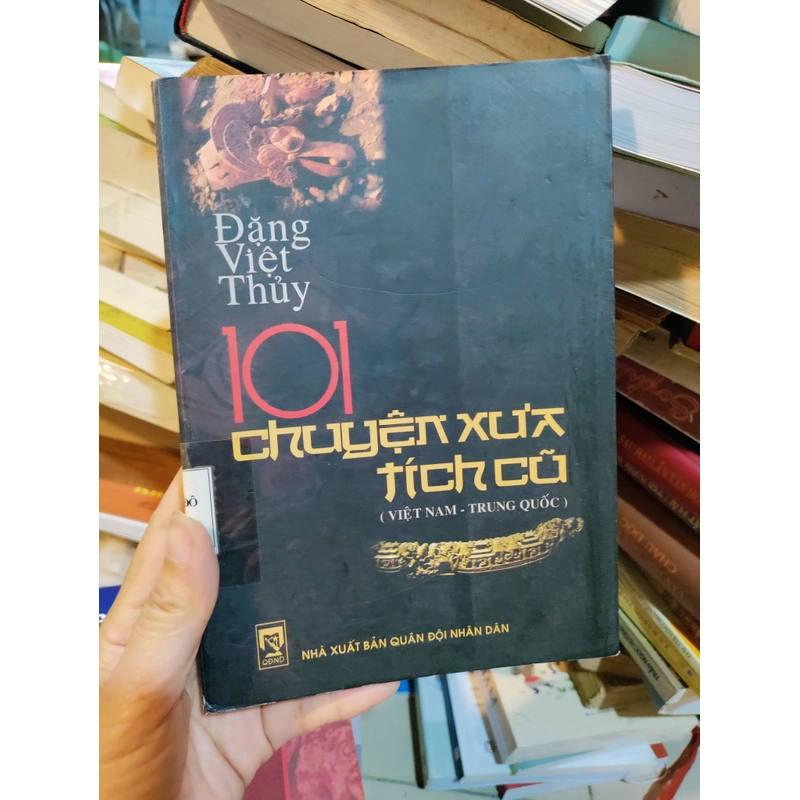 Đặng
Việt
Thủy
101
chuyện xưa
tích cũ
( VIỆT NAM - TRUNG QUỐC )
QĐND
NHÀ XUẤT BẢN QUÂN ĐỘI NHÂN DÂN